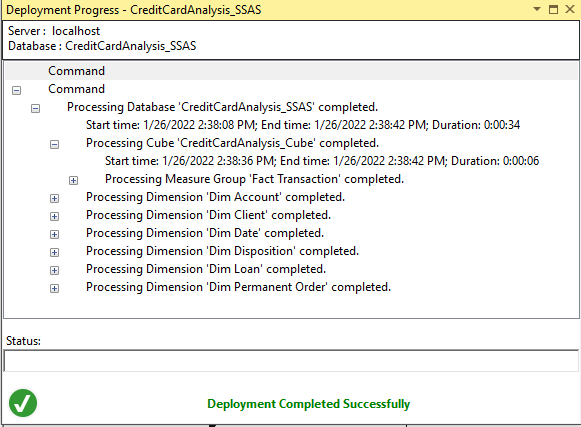 Deployment Progress - CreditCardAnalysis_SSAS
Server : localhost
Database : CreditCardAnalysis_SSAS
Command
Command
Processing Database 'CreditCardAnalysis_SSAS' completed.
Start time: 1/26/2022 2:38:08 PM; End time: 1/26/2022 2:38:42 PM; Duration: 0:00:34
Processing Cube 'CreditCardAnalysis_Cube' completed.
Start time: 1/26/2022 2:38:36 PM; End time: 1/26/2022 2:38:42 PM; Duration: 0:00:06
Processing Measure Group 'Fact Transaction' completed.
Processing Dimension 'Dim Account' completed.
Processing Dimension 'Dim Client' completed.
Processing Dimension 'Dim Date' completed.
Processing Dimension 'Dim Disposition' completed.
Processing Dimension 'Dim Loan' completed.
Processing Dimension 'Dim Permanent Order' completed.
Status:
Deployment Completed Successfully